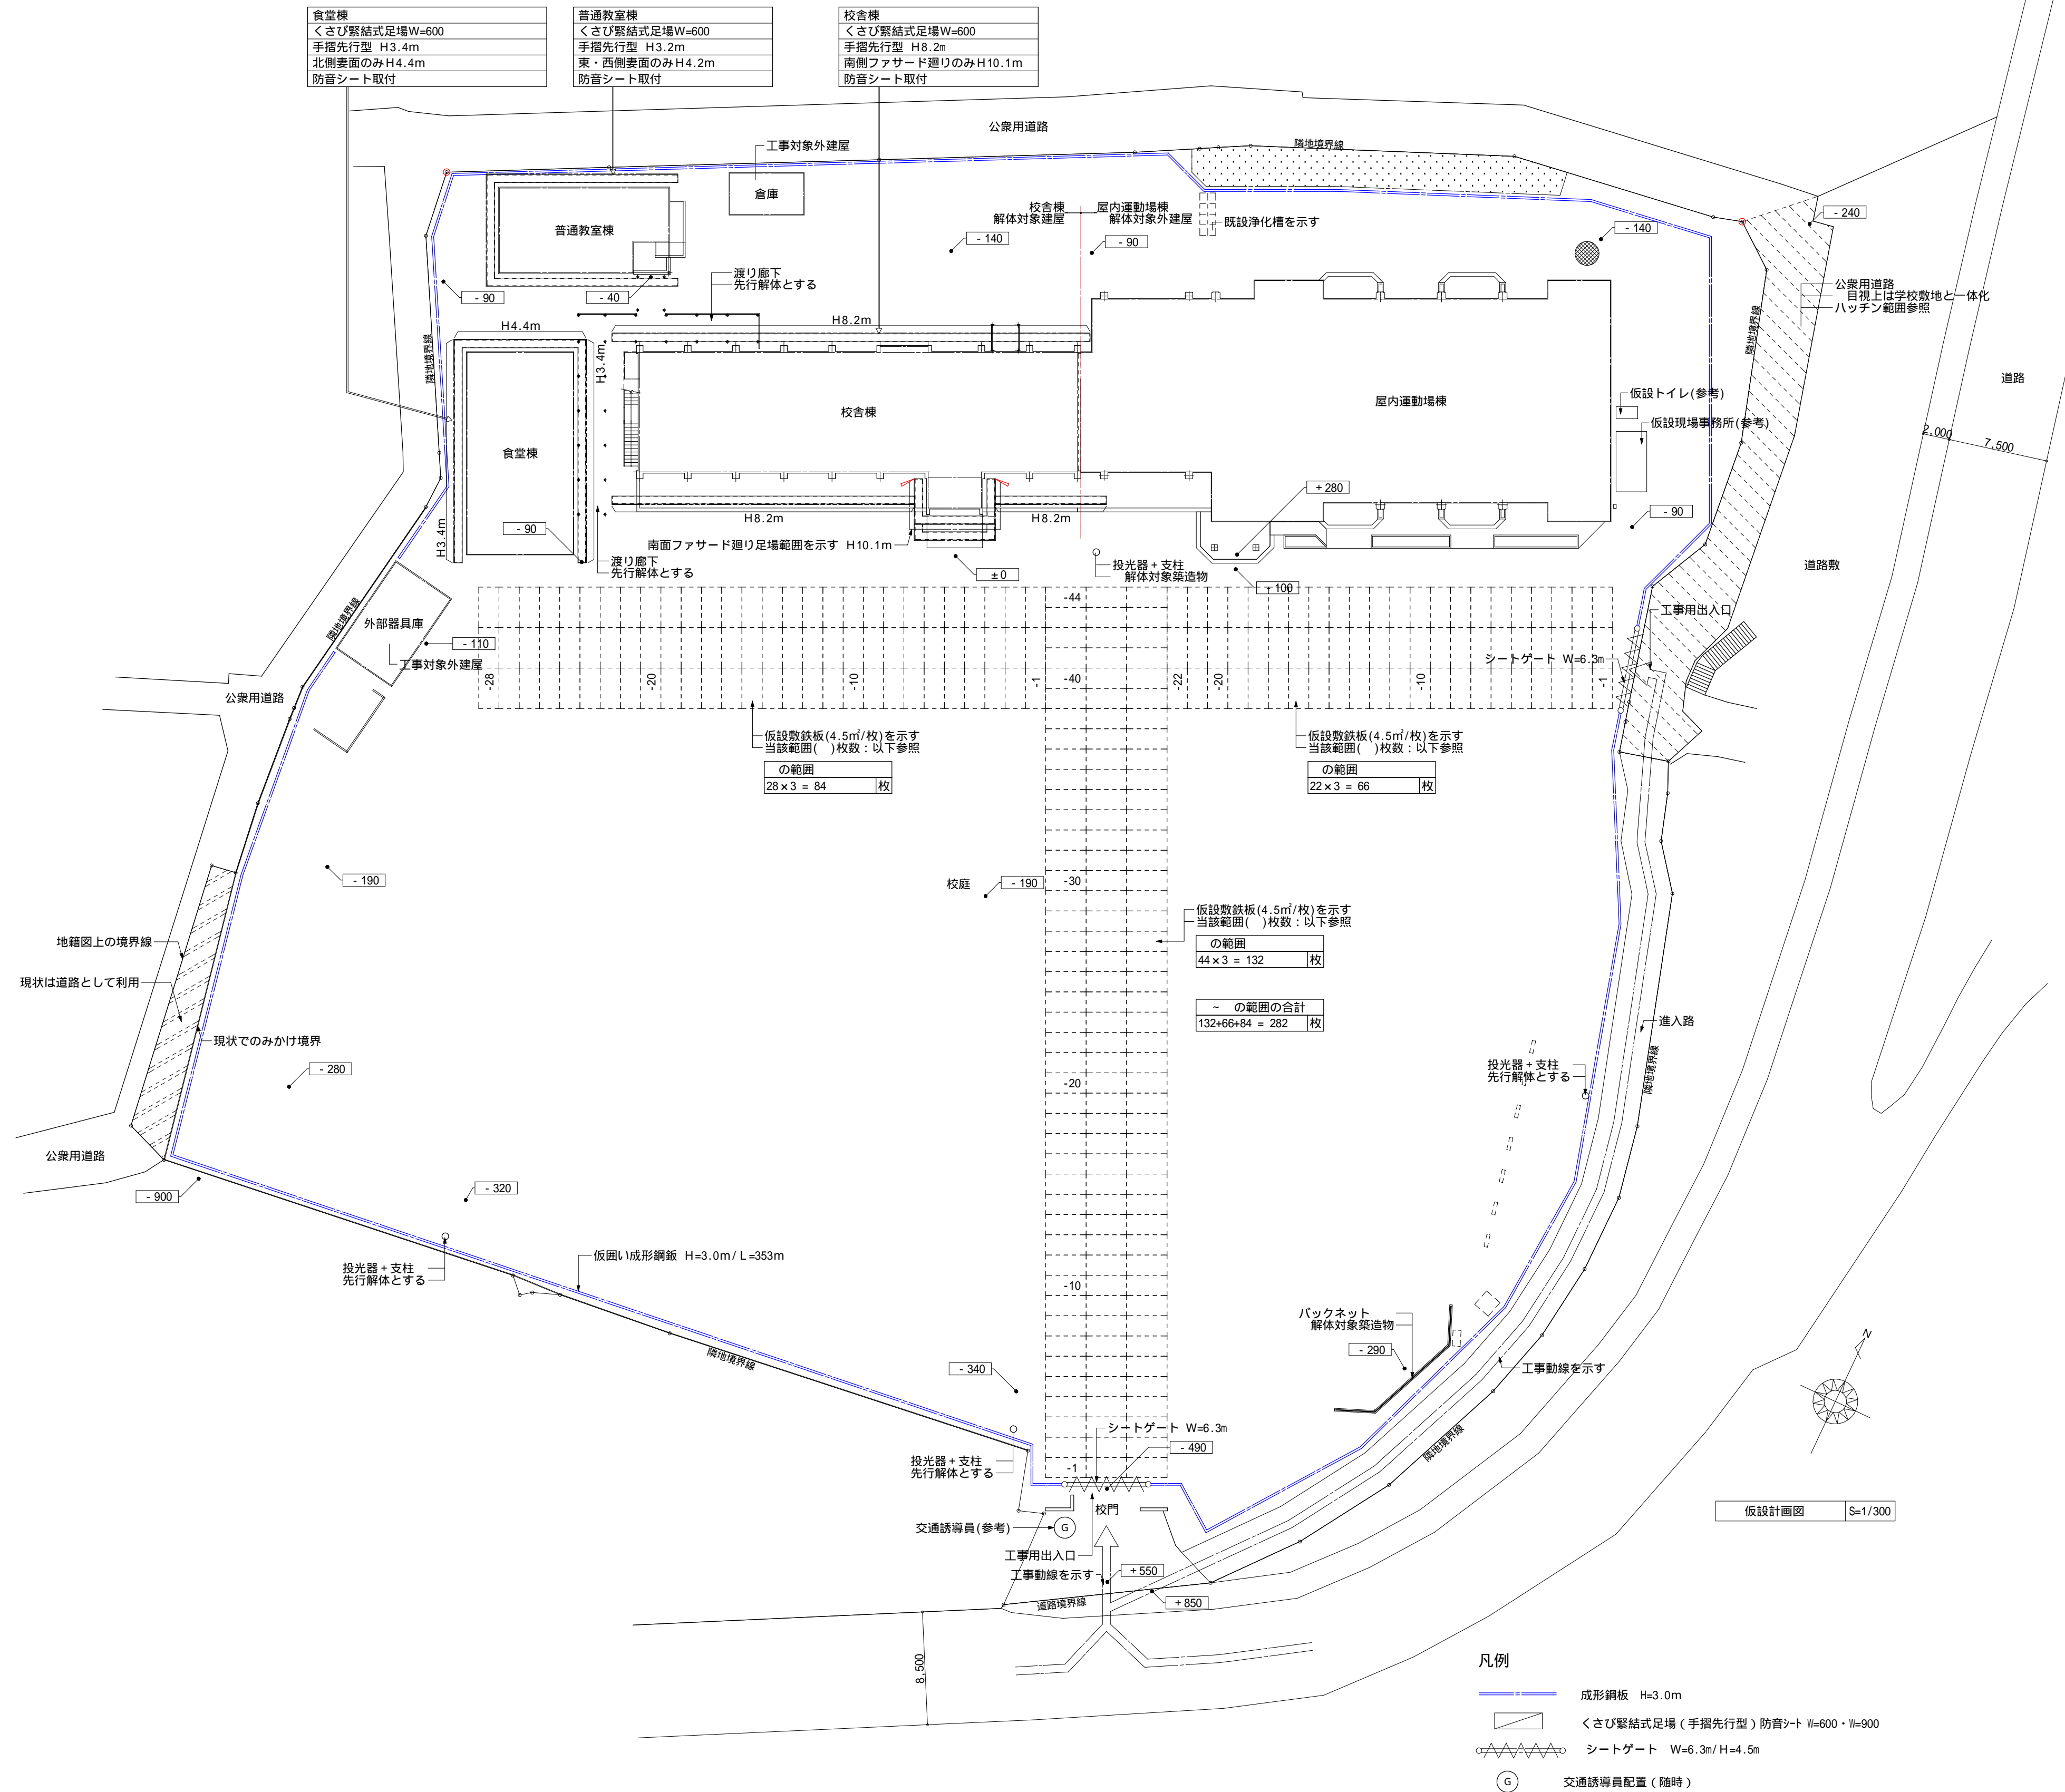 食堂棟
くさび緊結式足場W=600
手摺先行型 H3.4m
北側妻面のみH4.4m
防音シート取付
普通教室棟
くさび緊結式足場W=600
手摺先行型 H3.2m
東・西側妻面のみH4.2m
防音シート取付
校舎棟
くさび緊結式足場W=600
手摺先行型 H8.2m
南側ファサード廻りのみH10.1m
防音シート取付
公衆用道路
隣地境界線
工事対象外建屋
倉庫
普通教室棟
校舎棟
解体対象建屋
屋内運動場棟
解体対象外建屋
既設浄化槽を示す
- 140
- 90
- 140
- 240
公衆用道路
目視上は学校敷地と一体化
ハッチン範囲参照
渡り廊下
先行解体とする
- 90
- 40
H4.4m
H8.2m
H3.4m
隣地境界線
隣地境界線
道路
校舎棟
屋内運動場棟
仮設トイレ(参考)
仮設現場事務所(参考)
2,000
7,500
食堂棟
+280
- 90
- 90
H3.4m
H8.2m
H8.2m
南面ファサード廻り足場範囲を示す H10.1m
渡り廊下
先行解体とする
±0
投光器+支柱
解体対象築造物
- 100
道路敷
工事用出入口
隣地境界線
外部器具庫
- 110
工事対象外建屋
シートゲート W=6.3m
-44
-40
-28
-20
-10
-1
-22
-20
-10
-1
公衆用道路
仮設敷鉄板(4.5㎡/枚)を示す
当該範囲( )枚数:以下参照
の範囲
28×3 = 84 枚
仮設敷鉄板(4.5㎡/枚)を示す
当該範囲( )枚数:以下参照
の範囲
22×3 = 66 枚
- 190
校庭
- 190
-30
仮設敷鉄板(4.5㎡/枚)を示す
当該範囲( )枚数:以下参照
の範囲
44×3 = 132 枚
~ の範囲の合計
132+66+84 = 282 枚
地籍図上の境界線
現状は道路として利用
現状でのみかけ境界
進入路
隣地境界線
- 280
-20
投光器+支柱
先行解体とする
公衆用道路
- 900
- 320
投光器+支柱
先行解体とする
仮囲い成形鋼鈑 H=3.0m/L=353m
-10
バックネット
解体対象築造物
- 290
隣地境界線
- 340
工事動線を示す
N
シートゲート W=6.3m
- 490
隣地境界線
投光器+支柱
先行解体とする
-1
校門
交通誘導員(参考)
G
工事用出入口
工事動線を示す
+550
+850
道路境界線
8,500
仮設計画図 S=1/300
凡例
成形鋼板 H=3.0m
くさび緊結式足場(手摺先行型)防音シート W=600・W=900
シートゲート W=6.3m/H=4.5m
G 交通誘導員配置(随時)